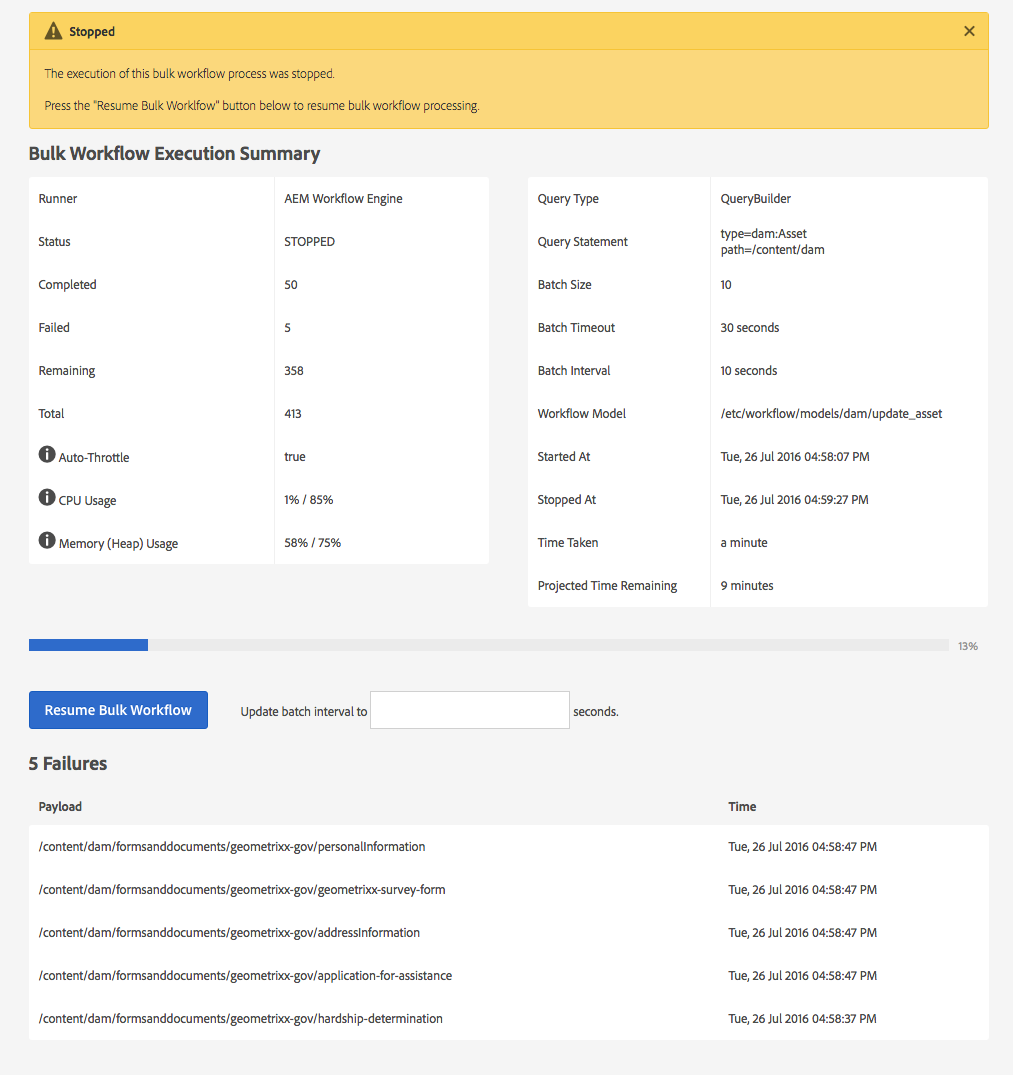 Stopped
The execution of this bulk workflow process was stopped.
Press the "Resume Bulk Worklfow" button below to resume bulk workflow processing.
Bulk Workflow Execution Summary
Runner AEM Workflow Engine
Status STOPPED
Completed 50
Failed 5
Remaining 358
Total 413
Auto-Throttle true
CPU Usage 1% / 85%
Memory (Heap) Usage 58% / 75%
Query Type QueryBuilder
Query Statement type=dam:Asset
path=/content/dam
Batch Size 10
Batch Timeout 30 seconds
Batch Interval 10 seconds
Workflow Model /etc/workflow/models/dam/update_asset
Started At Tue, 26 Jul 2016 04:58:07 PM
Stopped At Tue, 26 Jul 2016 04:59:27 PM
Time Taken a minute
Projected Time Remaining 9 minutes
13%
Resume Bulk Workflow Update batch interval to seconds.
5 Failures
Payload Time
/content/dam/formsanddocuments/geometrixx-gov/personalInformation Tue, 26 Jul 2016 04:58:47 PM
/content/dam/formsanddocuments/geometrixx-gov/geometrixx-survey-form Tue, 26 Jul 2016 04:58:47 PM
/content/dam/formsanddocuments/geometrixx-gov/addressInformation Tue, 26 Jul 2016 04:58:47 PM
/content/dam/formsanddocuments/geometrixx-gov/application-for-assistance Tue, 26 Jul 2016 04:58:47 PM
/content/dam/formsanddocuments/geometrixx-gov/hardship-determination Tue, 26 Jul 2016 04:58:37 PM